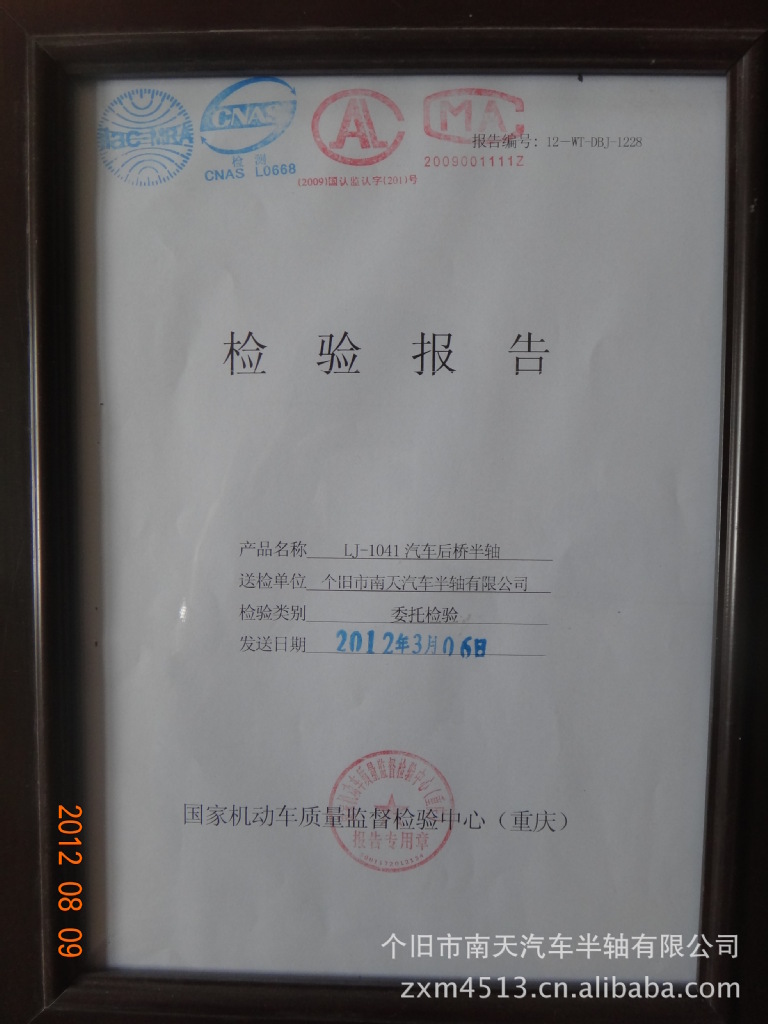 ilac-MRA
CNAS
检 测
CNAS L0668
CAL
(2009)国认监认字(201)号
CMA
2009001111Z
报告编号：12-WT-DBJ-1228
检 验 报 告
产品名称 LJ-1041汽车后桥半轴
送检单位 个旧市南天汽车半轴有限公司
检验类别 委托检验
发送日期 2012年3月06日
国家机动车质量监督检验中心（重庆）
报告专用章
2012 08 09
个旧市南天汽车半轴有限公司
zxm4513.cn.alibaba.com